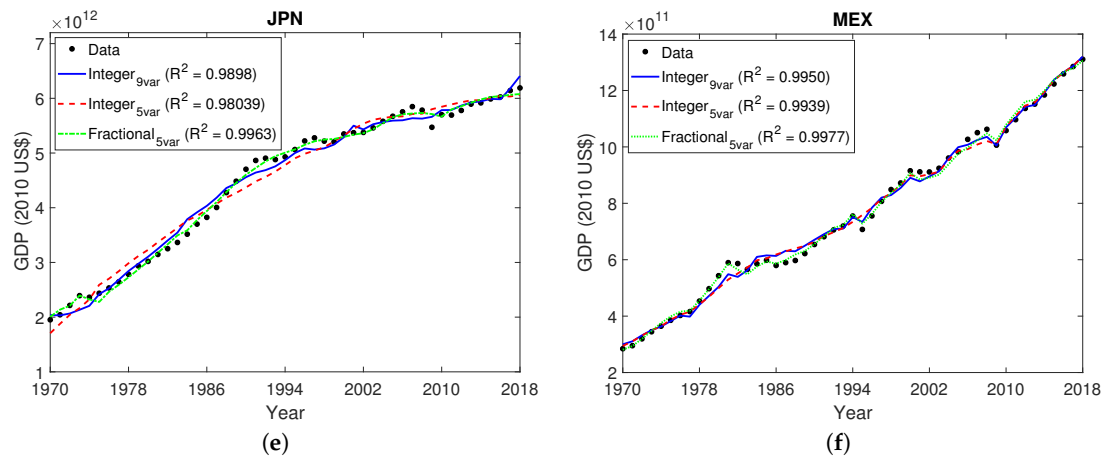 JPN
×10¹²
7
6
5
4
3
2
1
GDP (2010 US$)
Data
Integer₉ᵥₐᵣ (R² = 0.9898)
Integer₅ᵥₐᵣ (R² = 0.98039)
Fractional₅ᵥₐᵣ (R² = 0.9963)
1970 1978 1986 1994 2002 2010 2018
Year
(e)
MEX
×10¹¹
14
12
10
8
6
4
2
GDP (2010 US$)
Data
Integer₉ᵥₐᵣ (R² = 0.9950)
Integer₅ᵥₐᵣ (R² = 0.9939)
Fractional₅ᵥₐᵣ (R² = 0.9977)
1970 1978 1986 1994 2002 2010 2018
Year
(f)